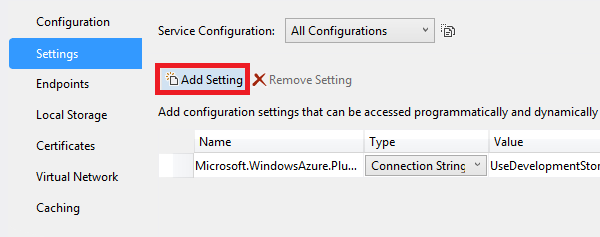 Configuration
Settings
Endpoints
Local Storage
Certificates
Virtual Network
Caching
Service Configuration: All Configurations
Add Setting Remove Setting
Add configuration settings that can be accessed programmatically and dynamically
Name Type Value
Microsoft.WindowsAzure.Plu... Connection String UseDevelopmentStor